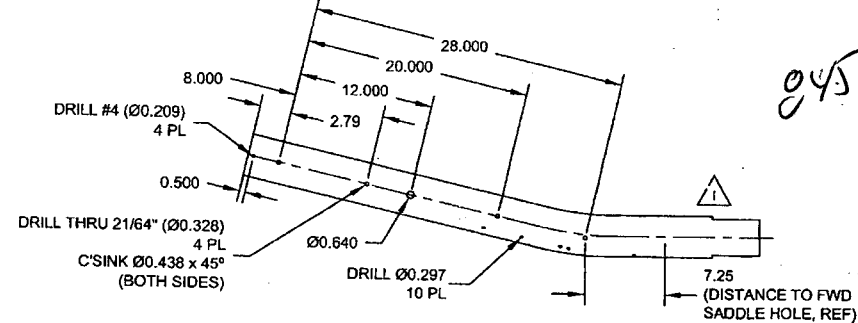 28.000
20.000
8.000
12.000
DRILL #4 (Ø0.209)
4 PL
2.79
0.500
DRILL THRU 21/64" (Ø0.328)
4 PL
C'SINK Ø0.438 x 45º
(BOTH SIDES)
Ø0.640
DRILL Ø0.297
10 PL
1
7.25
(DISTANCE TO FWD
SADDLE HOLE, REF)